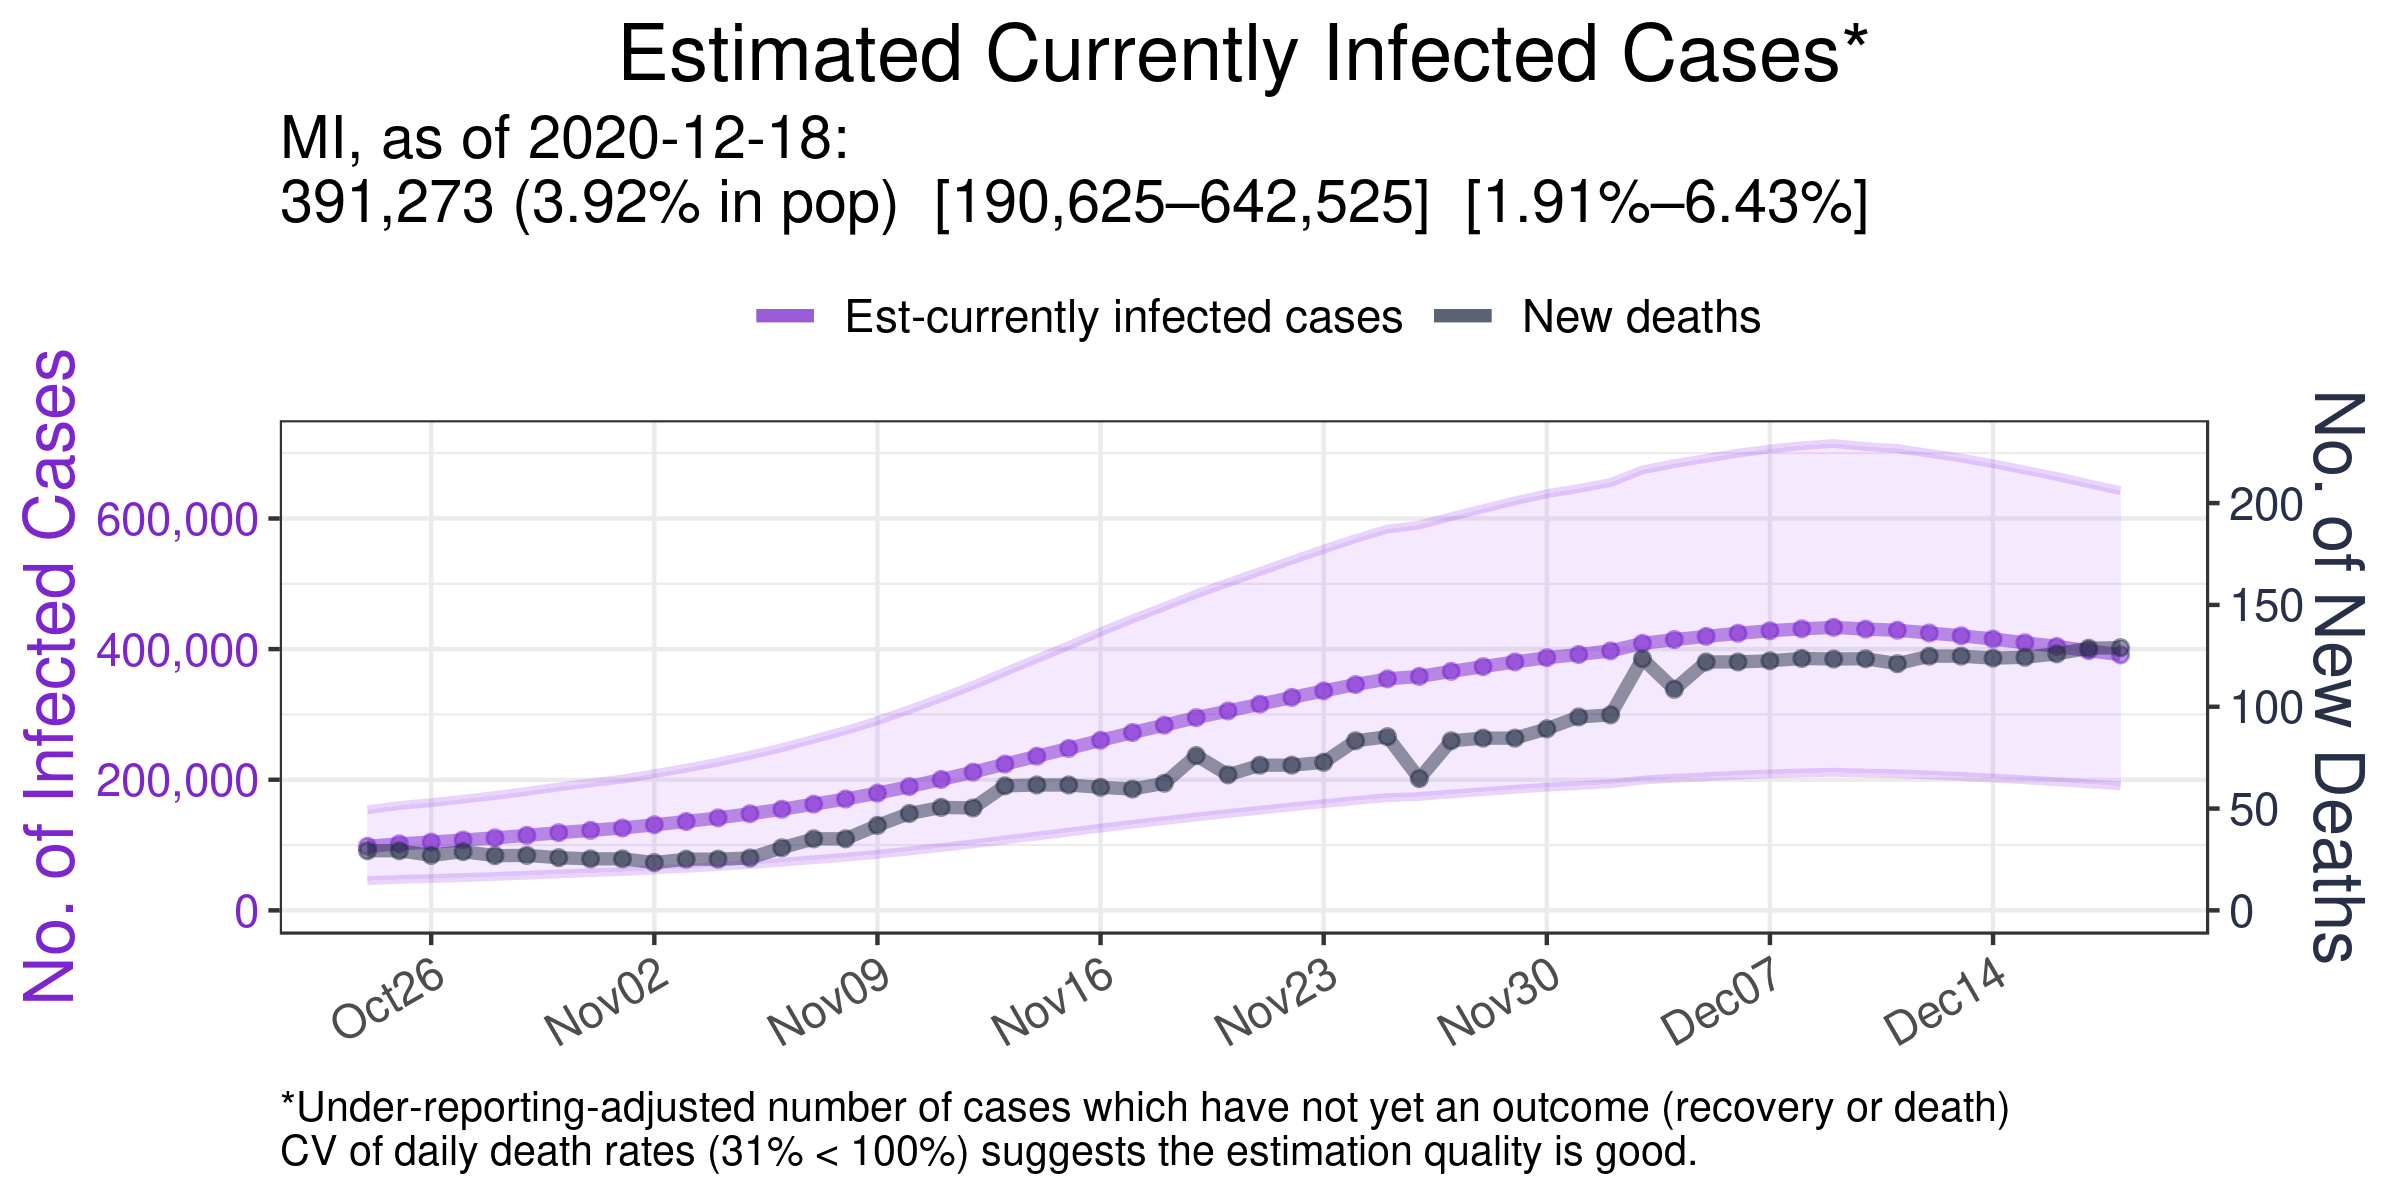 Estimated Currently Infected Cases*
MI, as of 2020-12-18:
391,273 (3.92% in pop)  [190,625–642,525]  [1.91%–6.43%]
Est-currently infected cases
New deaths
No. of Infected Cases
600,000
400,000
200,000
0
200
150
100
50
0
No. of New Deaths
Oct26
Nov02
Nov09
Nov16
Nov23
Nov30
Dec07
Dec14
*Under-reporting-adjusted number of cases which have not yet an outcome (recovery or death)
CV of daily death rates (31% < 100%) suggests the estimation quality is good.